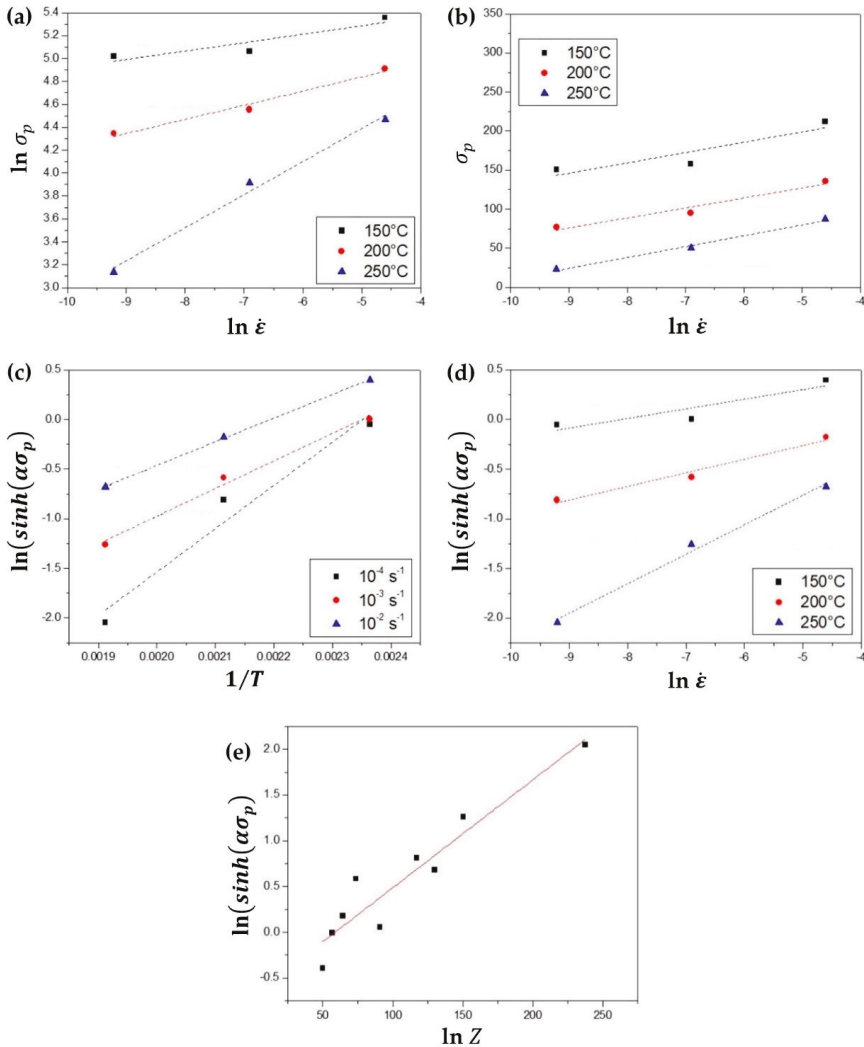 (a)
5.4
5.2
5.0
4.8
4.6
4.4
4.2
4.0
3.8
3.6
3.4
3.2
3.0
ln σp
150°C
200°C
250°C
-10 -9 -8 -7 -6 -5 -4
ln ε̇
(b)
350
300
250
200
150
100
50
0
σp
150°C
200°C
250°C
-10 -9 -8 -7 -6 -5 -4
ln ε̇
(c)
0.5
0.0
-0.5
-1.0
-1.5
-2.0
ln(sinh(ασp)
10-4 s-1
10-3 s-1
10-2 s-1
0.0019 0.0020 0.0021 0.0022 0.0023 0.0024
1/T
(d)
0.5
0.0
-0.5
-1.0
-1.5
-2.0
ln(sinh(ασp)
150°C
200°C
250°C
-10 -9 -8 -7 -6 -5 -4
ln ε̇
(e)
2.0
1.5
1.0
0.5
0.0
-0.5
ln(sinh(ασp)
50 100 150 200 250
ln Z